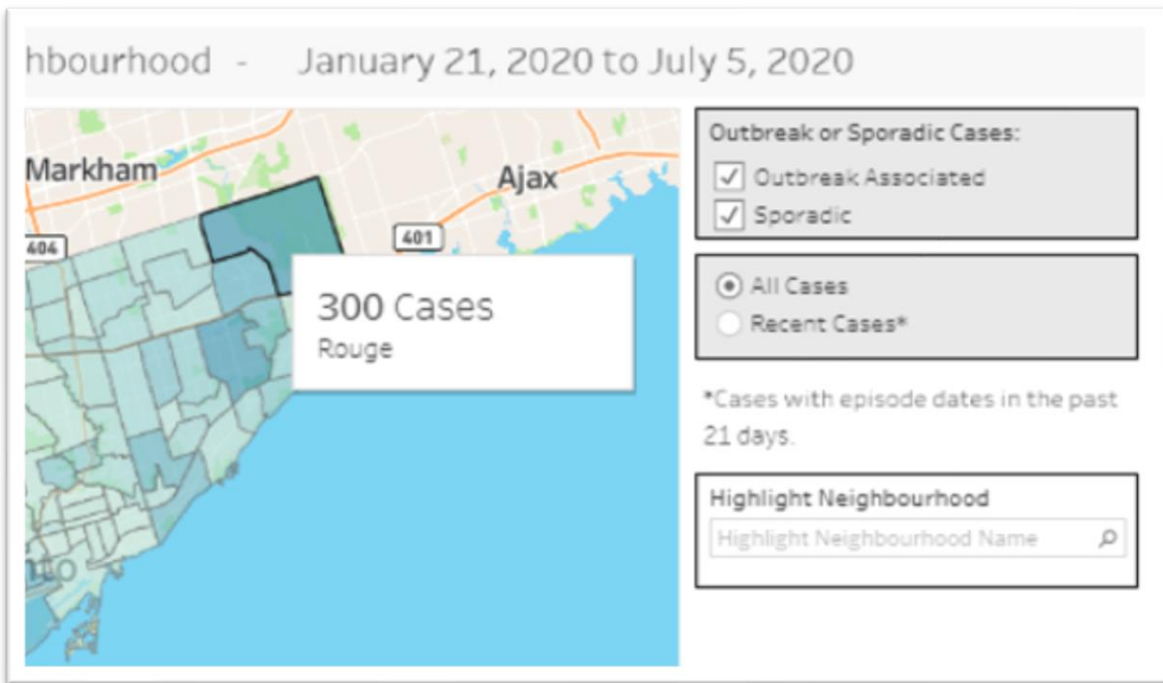 hbourhood - January 21, 2020 to July 5, 2020
Markham
Ajax
404
401
300 Cases
Rouge
nto
Outbreak or Sporadic Cases:
Outbreak Associated
Sporadic
All Cases
Recent Cases*
*Cases with episode dates in the past
21 days.
Highlight Neighbourhood
Highlight Neighbourhood Name